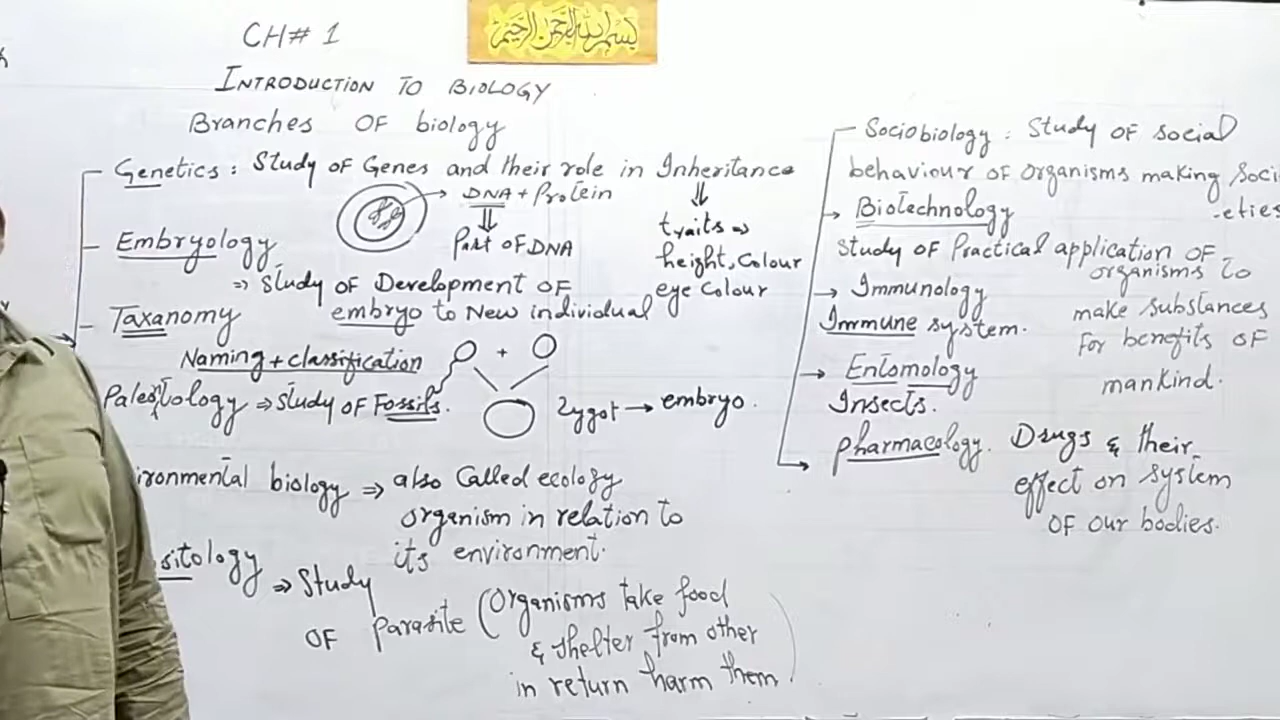 CH# 1
بسم الله الرحمن الرحيم
INTRODUCTION TO BIOLOGY
Branches OF biology
Genetics : Study OF Genes and their role in Inheritance
DNA + Protein
Part OF DNA
traits ⇒
height, Colour
eye Colour
Embryology
⇒ Study OF Development OF
embryo to New individual
Taxanomy
Naming + classification
+
Zygot → embryo.
Paleontology ⇒ Study OF Fossils.
ironmental biology ⇒ also Called ecology
organism in relation to
its environment.
sitology ⇒ Study
OF Parasite (Organisms take food
& shelter from other
in return harm them)
Sociobiology : Study OF social
behaviour OF organisms making Soci
-eties
→ Biotechnology
Study OF Practical application OF
organisms to
make substances
For benefits OF
mankind.
→ Immunology
Immune system.
→ Entomology
Insects.
Pharmacology. Drugs & their
effect on system
OF our bodies.